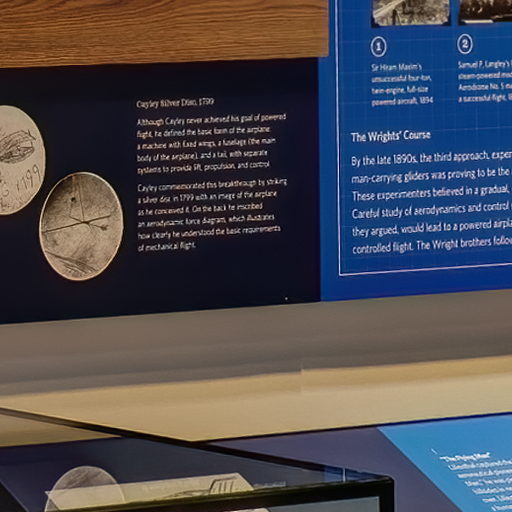 Cayley Silver Disc, 1799
Although Cayley never achieved his goal of powered
flight, he defined the basic form of the airplane:
a machine with fixed wings, a fuselage (the main
body of the airplane), and a tail, with separate
systems to provide lift, propulsion, and control.
Cayley commemorated this breakthrough by striking
a silver disc in 1799 with an image of the airplane
as he conceived it. On the back he inscribed
an aerodynamic force diagram, which illustrates
how clearly he understood the basic requirements
of mechanical flight.
1
Sir Hiram Maxim's
unsuccessful four-ton,
twin-engine, full-size
powered aircraft, 1894
2
Samuel P. Langley's
steam-powered
Aerodrome No. 5
a successful flight,
The Wrights' Course
By the late 1890s, the third approach,
man-carrying gliders was proving to be the
These experimenters believed in a gradual,
Careful study of aerodynamics and control
they argued, would lead to a powered
controlled flight. The Wright brothers
"The Flying Man"
Lilienthal captured